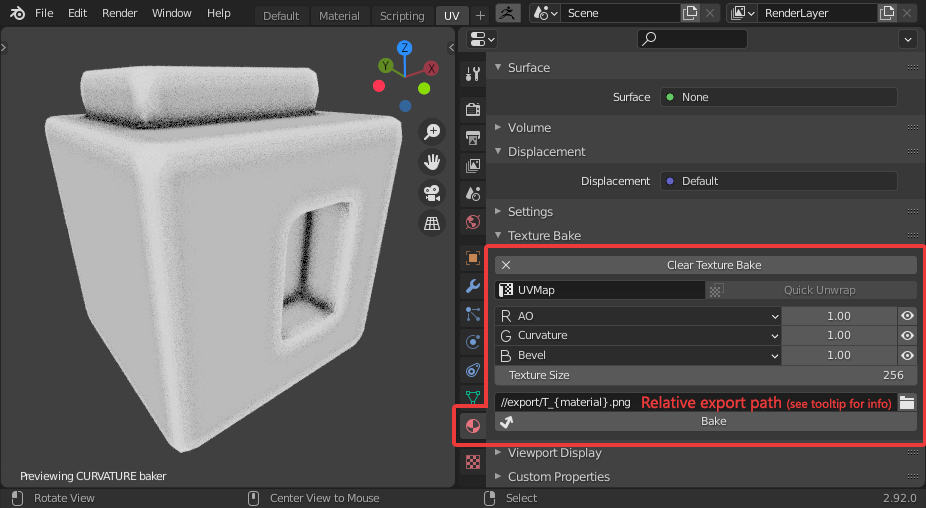 File Edit Render Window Help Default Material Scripting UV + Scene RenderLayer
Surface
Surface None
Volume
Displacement
Displacement Default
Settings
Texture Bake
Clear Texture Bake
UVMap Quick Unwrap
R AO 1.00
G Curvature 1.00
B Bevel 1.00
Texture Size 256
//export/T_{material}.png Relative export path (see tooltip for info)
Bake
Viewport Display
Custom Properties
Z
Y
X
Previewing CURVATURE baker
Rotate View Center View to Mouse Select 2.92.0